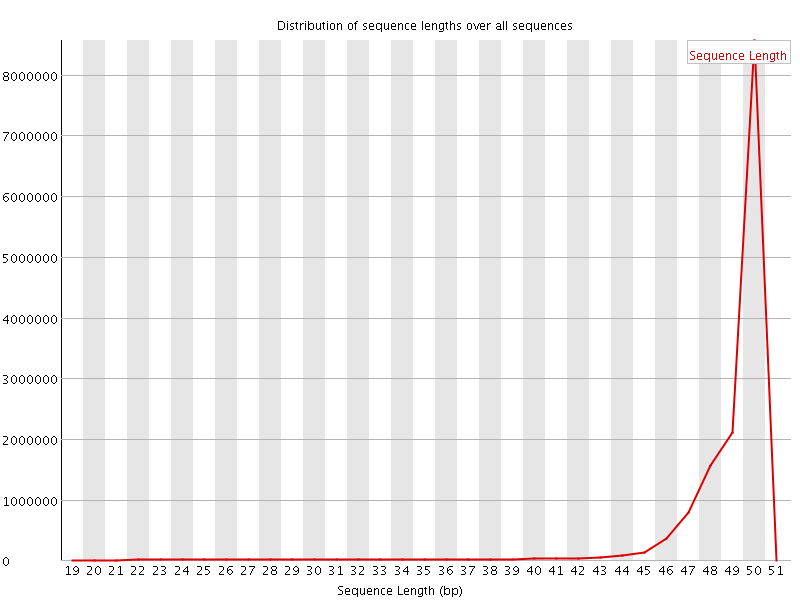 Distribution of sequence lengths over all sequences
Sequence Length
8000000
7000000
6000000
5000000
4000000
3000000
2000000
1000000
0
19 20 21 22 23 24 25 26 27 28 29 30 31 32 33 34 35 36 37 38 39 40 41 42 43 44 45 46 47 48 49 50 51
Sequence Length (bp)